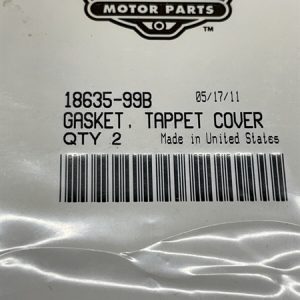 MOTOR PARTS
TM
18635-99B 05/17/11
GASKET, TAPPET COVER
QTY 2 Made in United States